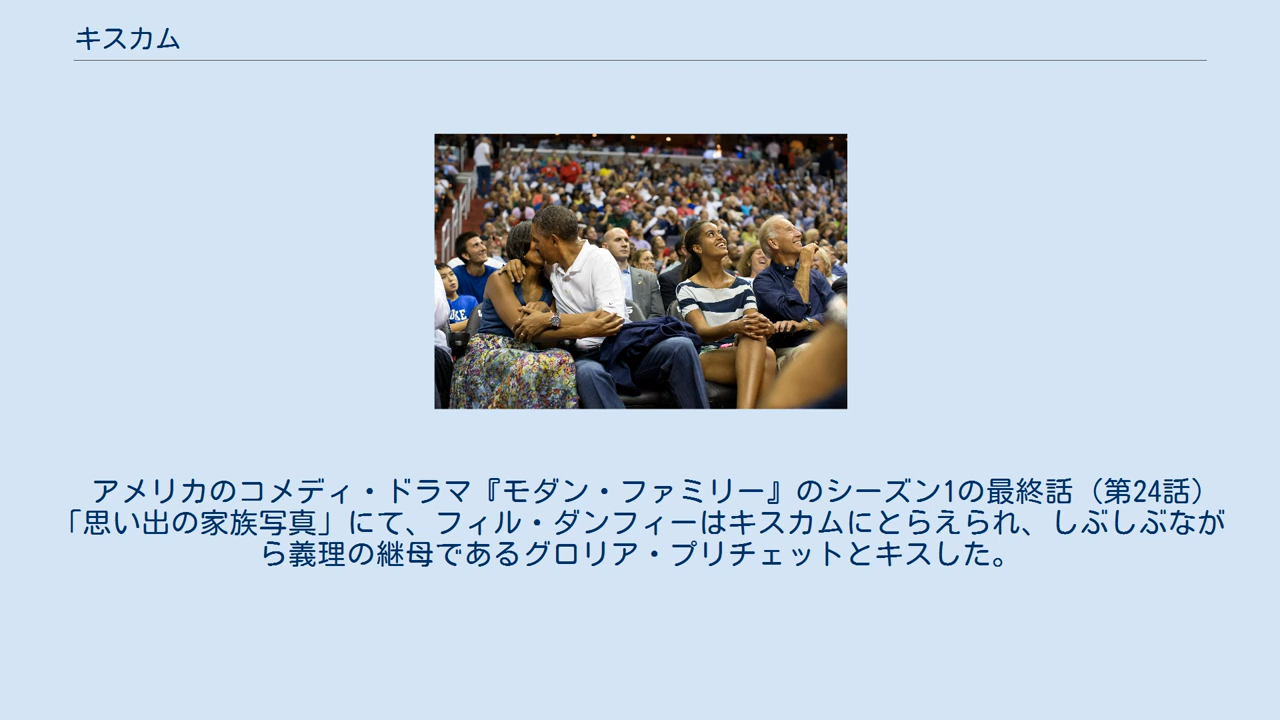 キスカム
アメリカのコメディ・ドラマ『モダン・ファミリー』のシーズン1の最終話（第24話）
「思い出の家族写真」にて、フィル・ダンフィーはキスカムにとらえられ、しぶしぶなが
ら義理の継母であるグロリア・プリチェットとキスした。